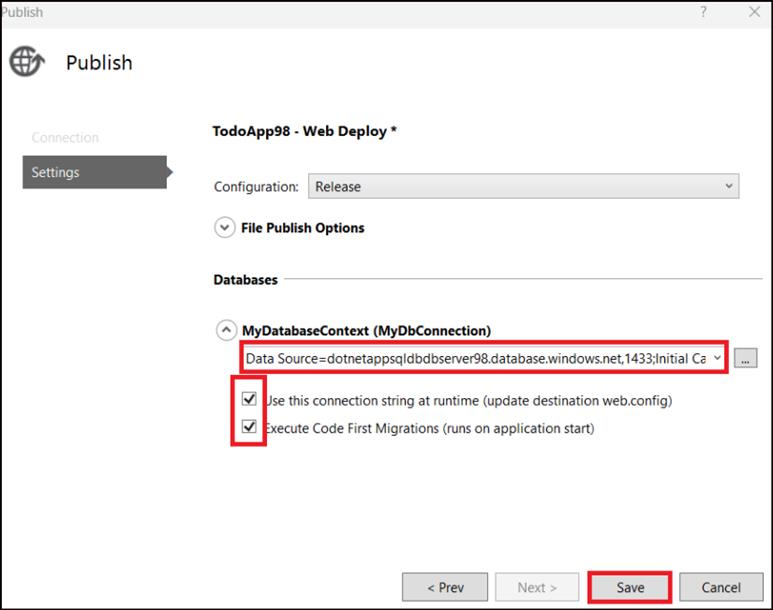 Publish
?
Publish
Connection
Settings
TodoApp98 - Web Deploy *
Configuration: Release
File Publish Options
Databases
MyDatabaseContext (MyDbConnection)
Data Source=dotnetappsqldbdbserver98.database.windows.net,1433;Initial Ca
...
Use this connection string at runtime (update destination web.config)
Execute Code First Migrations (runs on application start)
< Prev Next > Save Cancel